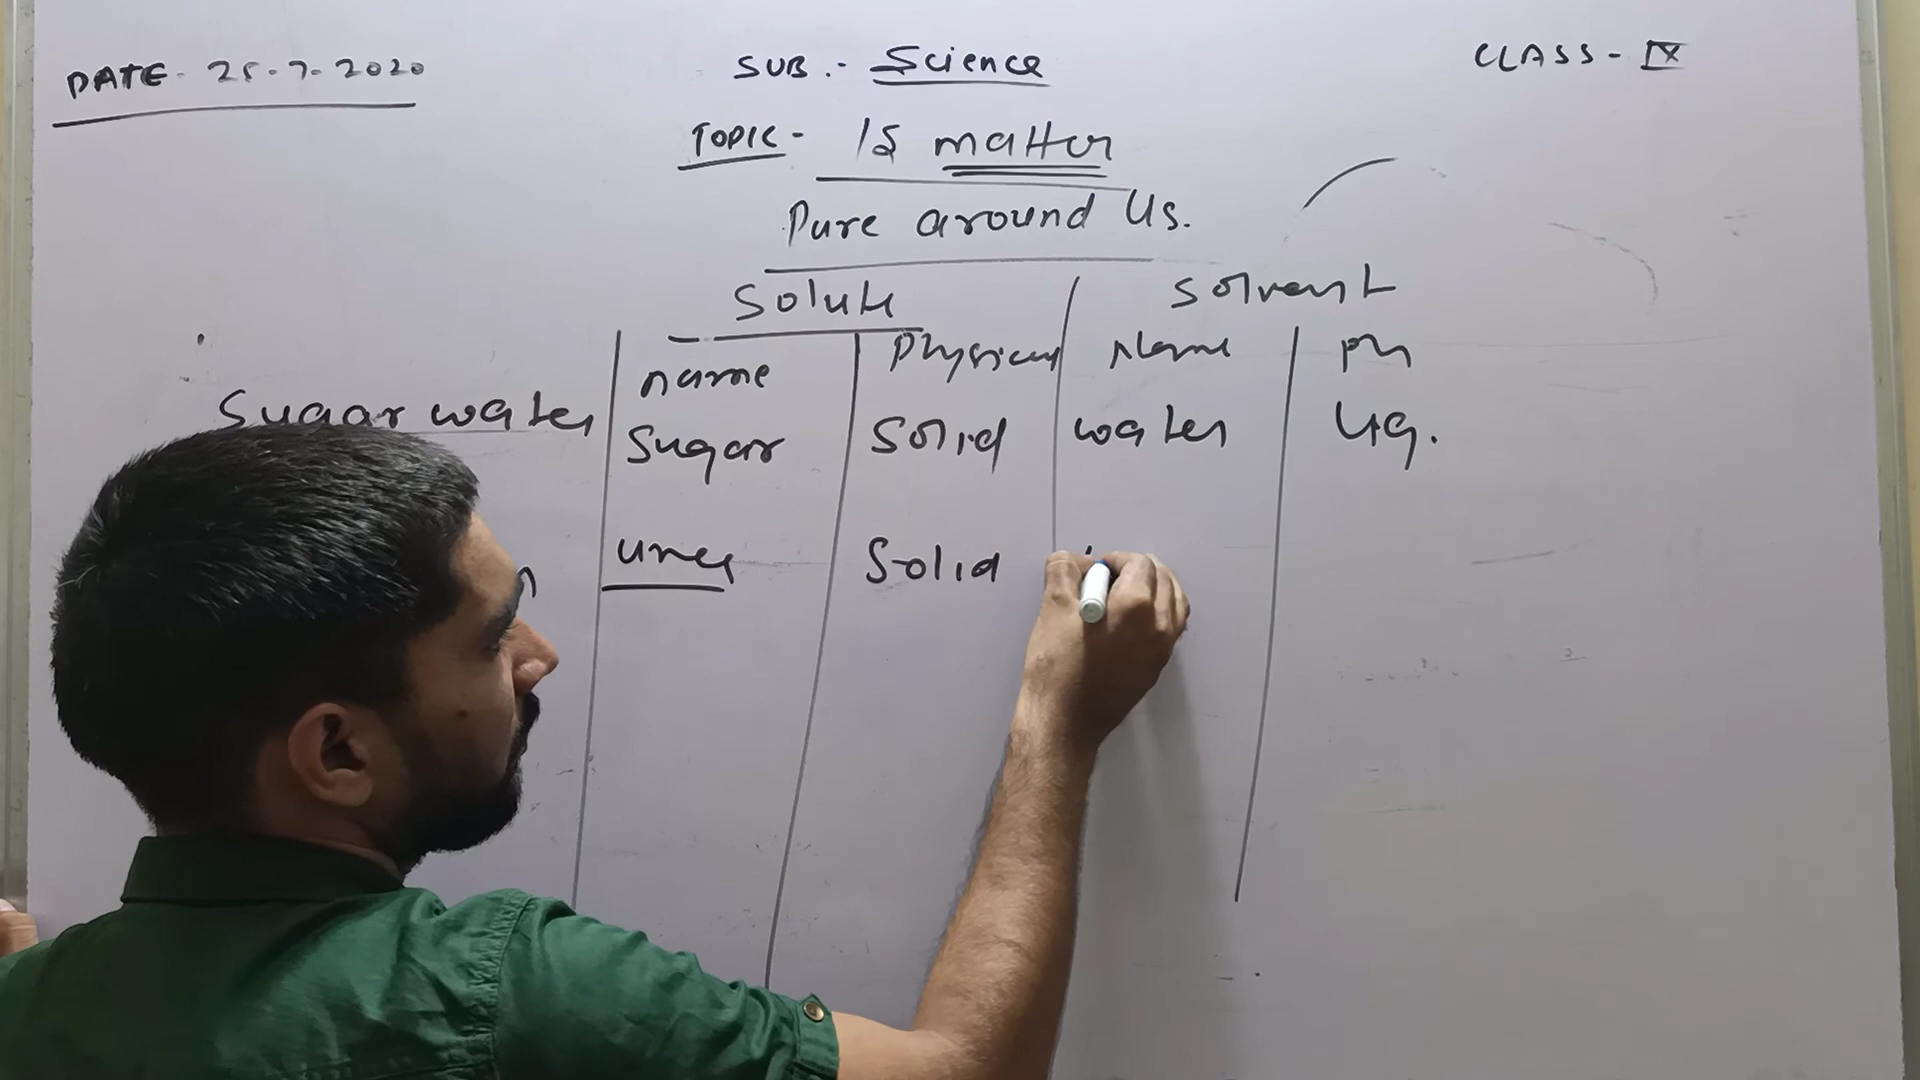 DATE - 25-7-2020
SUB.- Science
CLASS - IX
TOPIC - IS matter
Pure around Us.
Solute
Solvent
name Physical Name Ph
Sugar water Sugar Solid water liq.
urea Solid